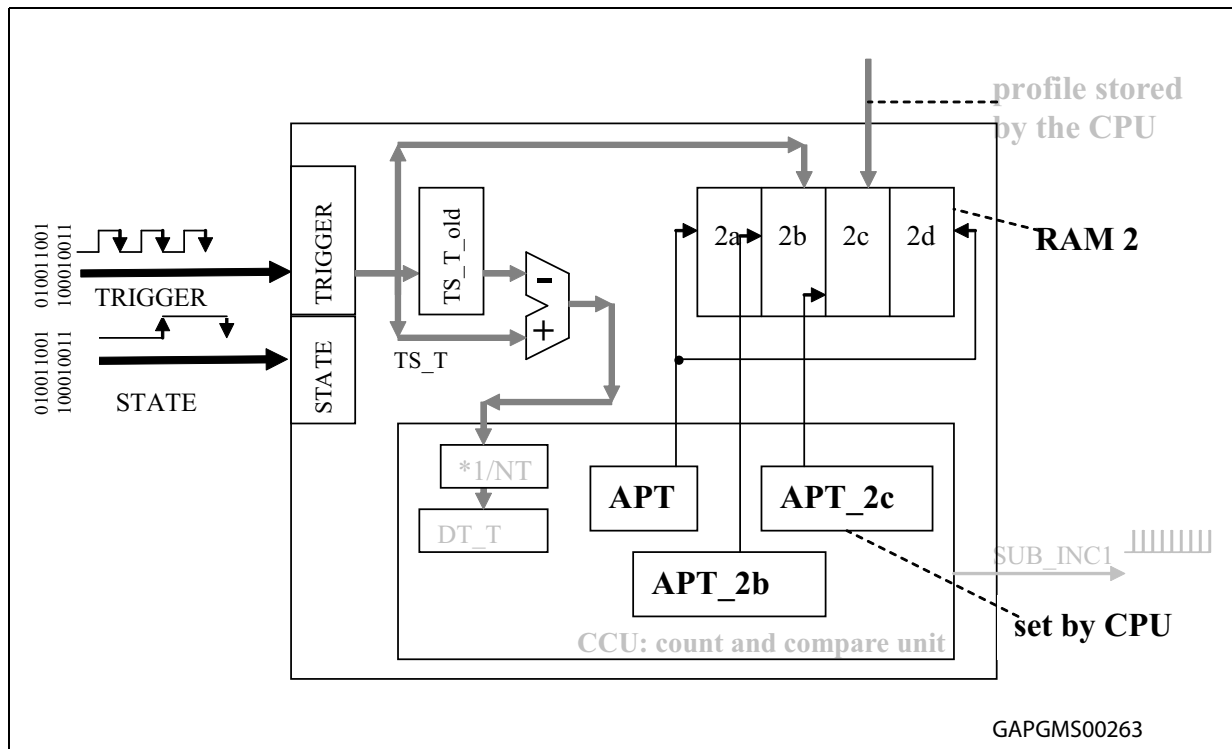 profile stored
by the CPU
TRIGGER
TS_T_old
2a
2b
2c
2d
RAM 2
010011001
100010011
TRIGGER
-
+
TS_T
STATE
010011001
100010011
STATE
*1/NT
DT_T
APT
APT_2c
APT_2b
SUB_INC1
set by CPU
CCU: count and compare unit
GAPGMS00263